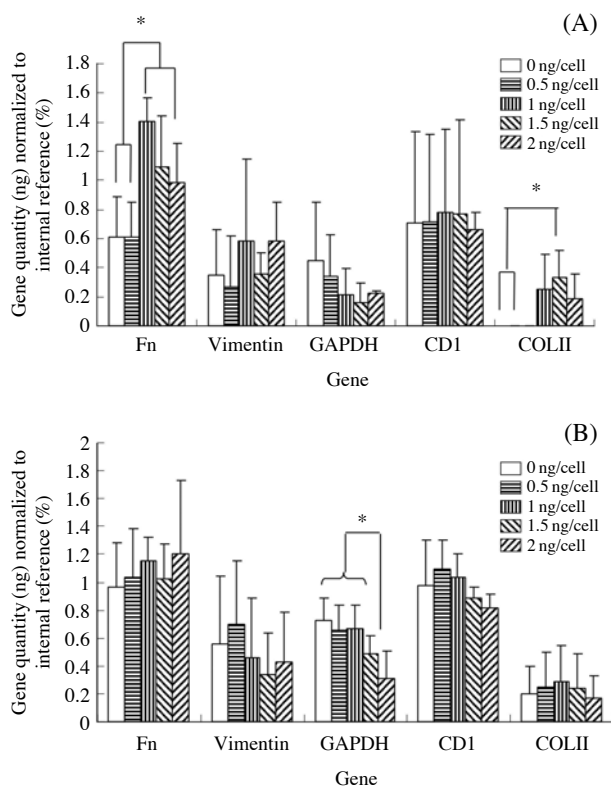 (A)
*
*
0 ng/cell
0.5 ng/cell
1 ng/cell
1.5 ng/cell
2 ng/cell
Gene quantity (ng) normalized to
internal reference (%)
1.8
1.6
1.4
1.2
1.0
0.8
0.6
0.4
0.2
0
Fn Vimentin GAPDH CD1 COLII
Gene
(B)
*
0 ng/cell
0.5 ng/cell
1 ng/cell
1.5 ng/cell
2 ng/cell
Gene quantity (ng) normalized to
internal reference (%)
2
1.8
1.6
1.4
1.2
1
0.8
0.6
0.4
0.2
0
Fn Vimentin GAPDH CD1 COLII
Gene